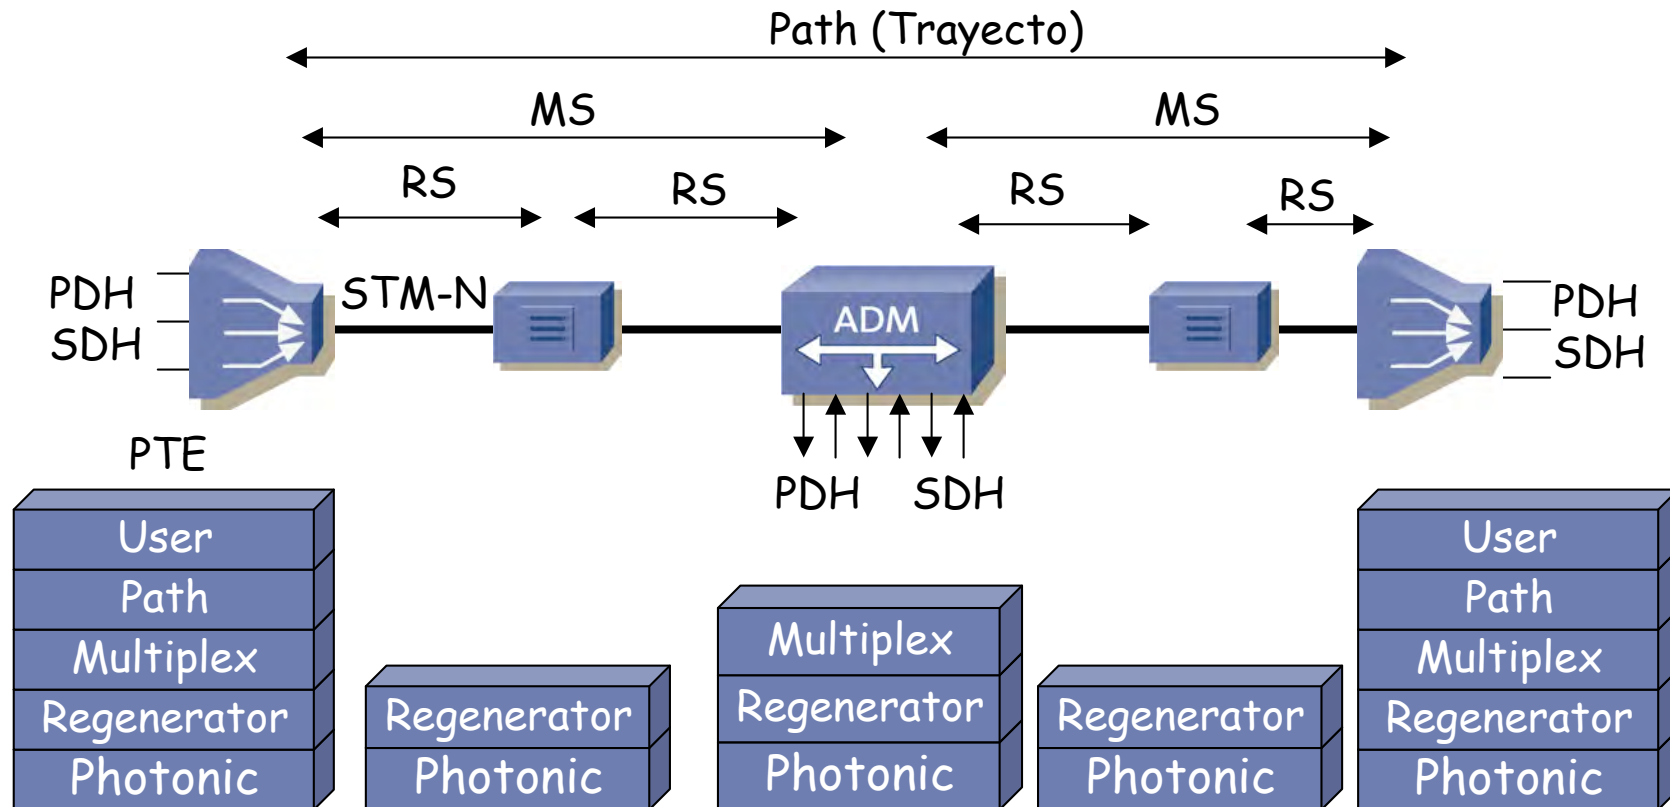 Path (Trayecto)
MS
MS
RS
RS
RS
RS
PDH
SDH
STM-N
ADM
PDH
SDH
PTE
PDH
SDH
User
Path
Multiplex
Regenerator
Photonic
Regenerator
Photonic
Multiplex
Regenerator
Photonic
Regenerator
Photonic
User
Path
Multiplex
Regenerator
Photonic